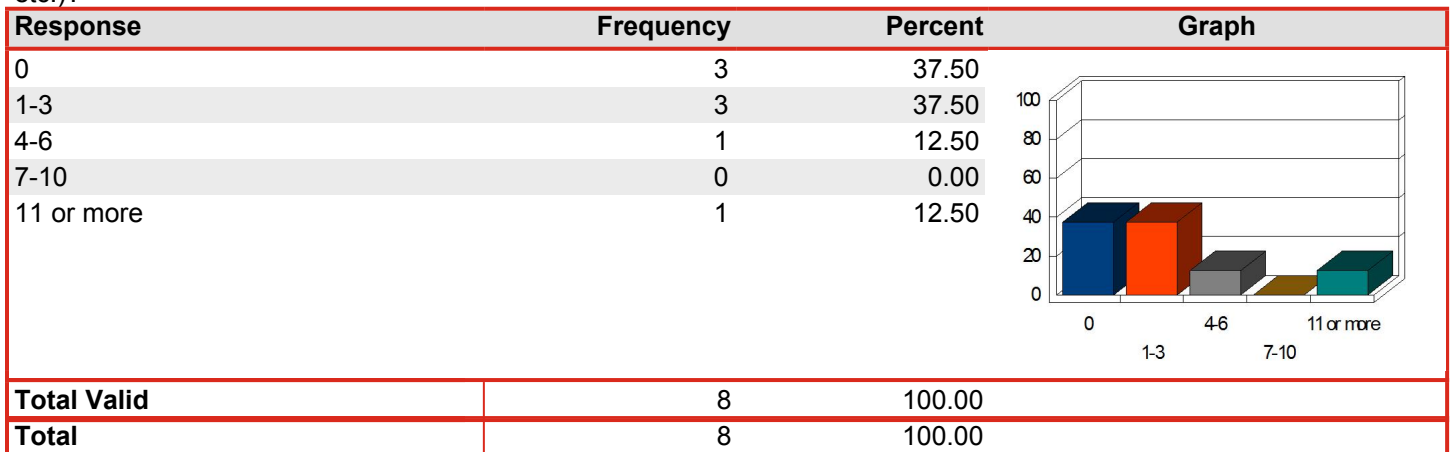 Response Frequency Percent Graph
0 3 37.50
1-3 3 37.50
4-6 1 12.50
7-10 0 0.00
11 or more 1 12.50
100
80
60
40
20
0
0 4-6 11 or more
1-3 7-10
Total Valid 8 100.00
Total 8 100.00